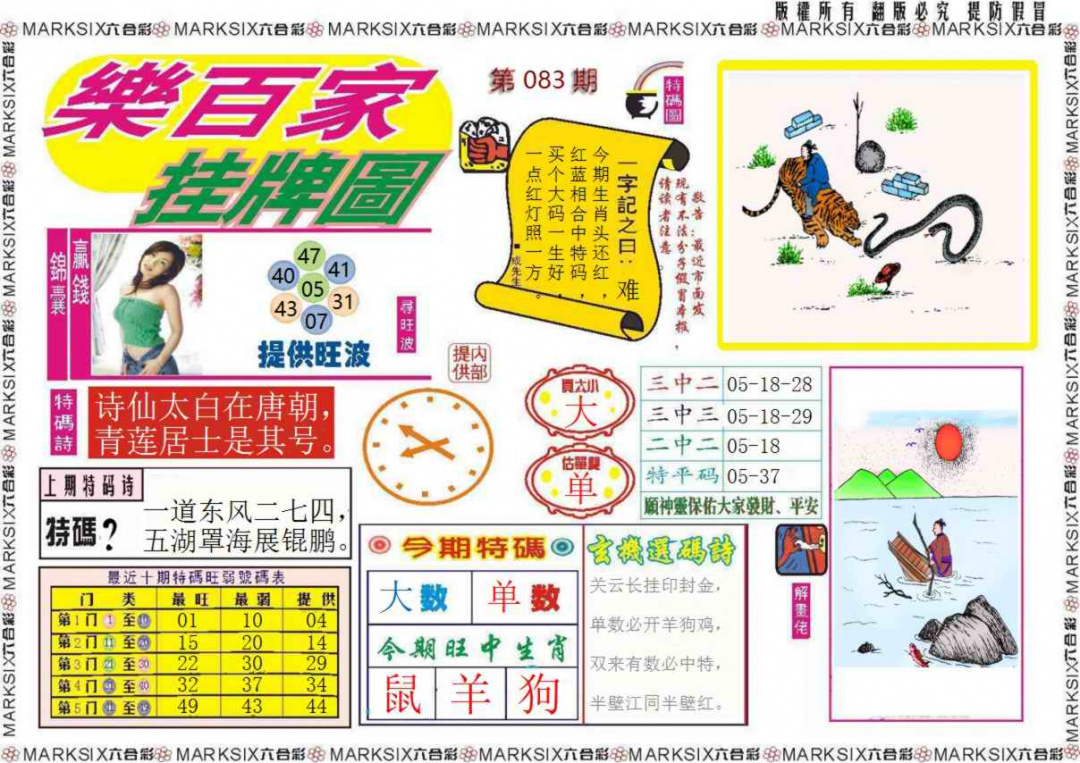 版權所有 翻版必究 提防假冒
MARKSIX六合彩 MARKSIX六合彩 MARKSIX六合彩 MARKSIX六合彩 MARKSIX六合彩 MARKSIX六合彩 MARKSIX六合彩
樂百家
挂牌圖
第083期
特碼圖
一字記之曰：难
今期生肖头还红，
红蓝相合中特码，
买个大码一生好，
一点红灯照一方。
■成先生
敬告：最近市面发
现有不法分子假冒本报，
请读者注意。
贏錢
錦囊
47
40
41
05
43
31
07
提供旺波
尋旺波
内部
提供
特碼詩
诗仙太白在唐朝，
青莲居士是其号。
買大小
大
估單雙
单
三中二 05-18-28
三中三 05-18-29
二中二 05-18
特平码 05-37
願神靈保佑大家發財、平安
上期特码诗
特碼?
一道东风二七四，
五湖罩海展锟鹏。
最近十期特碼旺弱號碼表
门 类 最旺 最弱 提供
第1门 1至10 01 10 04
第2门 11至20 15 20 14
第3门 21至30 22 30 29
第4门 31至40 32 37 34
第5门 41至49 49 43 44
今期特碼
大数 单数
今期旺中生肖
鼠 羊 狗
玄機選碼詩
关云长挂印封金，
单数必开羊狗鸡，
双来有数必中特，
半壁江同半壁红。
解畫佬
MARKSIX六合彩 MARKSIX六合彩 MARKSIX六合彩 MARKSIX六合彩 MARKSIX六合彩 MARKSIX六合彩 MARKSIX六合彩